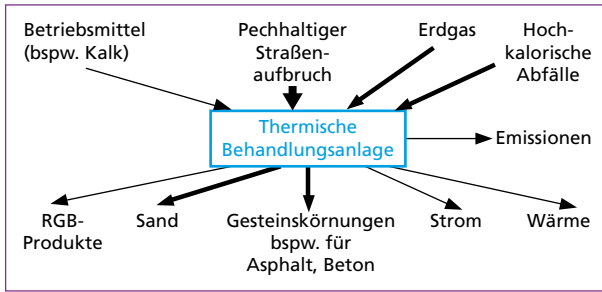 Betriebsmittel
(bspw. Kalk)
Pechhaltiger
Straßen-
aufbruch
Erdgas
Hoch-
kalorische
Abfälle
Thermische
Behandlungsanlage
Emissionen
RGB-
Produkte
Sand
Gesteinskörnungen
bspw. für
Asphalt, Beton
Strom
Wärme